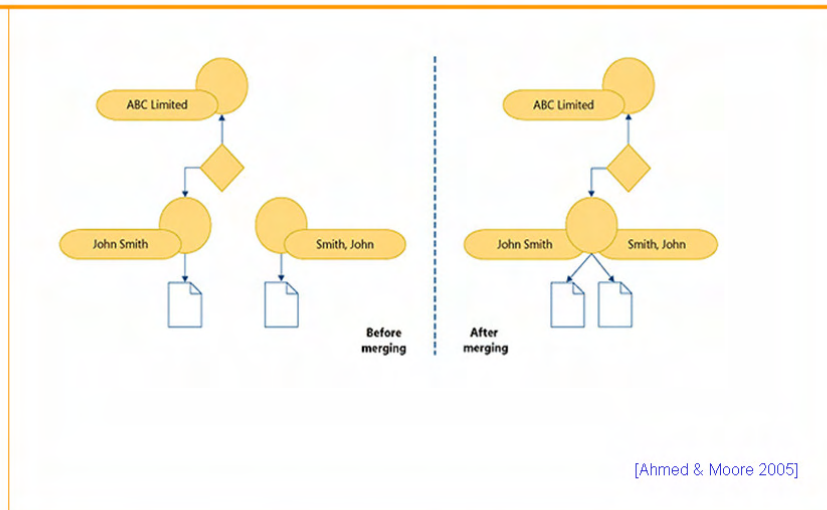 ABC Limited
John Smith
Smith, John
Before
merging
ABC Limited
John Smith
Smith, John
After
merging
[Ahmed & Moore 2005]